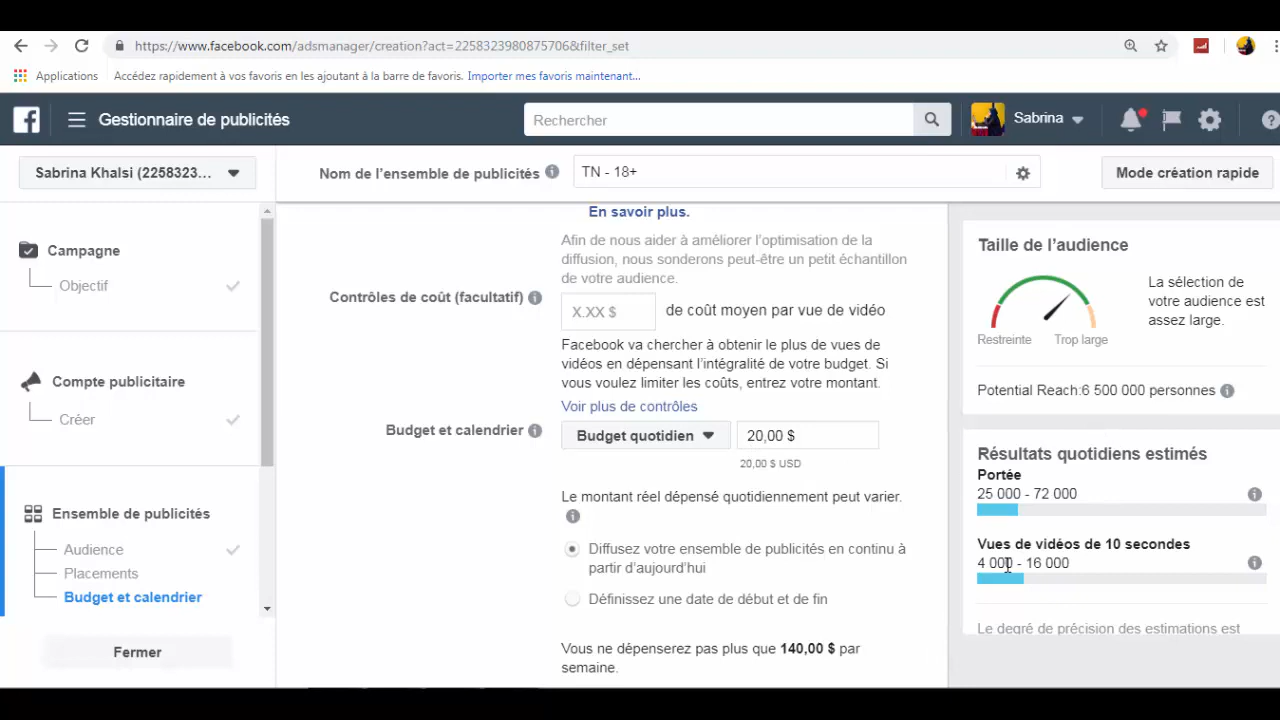 https://www.facebook.com/adsmanager/creation?act=2258323980875706&filter_set
Applications Accédez rapidement à vos favoris en les ajoutant à la barre de favoris. Importer mes favoris maintenant...
Gestionnaire de publicités
Rechercher
Sabrina
Sabrina Khalsi (2258323...
Nom de l'ensemble de publicités
TN - 18+
Mode création rapide
Campagne
Objectif
Compte publicitaire
Créer
Ensemble de publicités
Audience
Placements
Budget et calendrier
Fermer
En savoir plus.
Afin de nous aider à améliorer l'optimisation de la
diffusion, nous sonderons peut-être un petit échantillon
de votre audience.
Contrôles de coût (facultatif)
X.XX $ de coût moyen par vue de vidéo
Facebook va chercher à obtenir le plus de vues de
vidéos en dépensant l'intégralité de votre budget. Si
vous voulez limiter les coûts, entrez votre montant.
Voir plus de contrôles
Budget et calendrier
Budget quotidien 20,00 $
20,00 $ USD
Le montant réel dépensé quotidiennement peut varier.
Diffusez votre ensemble de publicités en continu à
partir d'aujourd'hui
Définissez une date de début et de fin
Vous ne dépenserez pas plus que 140,00 $ par
semaine.
Taille de l'audience
La sélection de
votre audience est
assez large.
Restreinte Trop large
Potential Reach:6 500 000 personnes
Résultats quotidiens estimés
Portée
25 000 - 72 000
Vues de vidéos de 10 secondes
4 000 - 16 000
Le degré de précision des estimations est